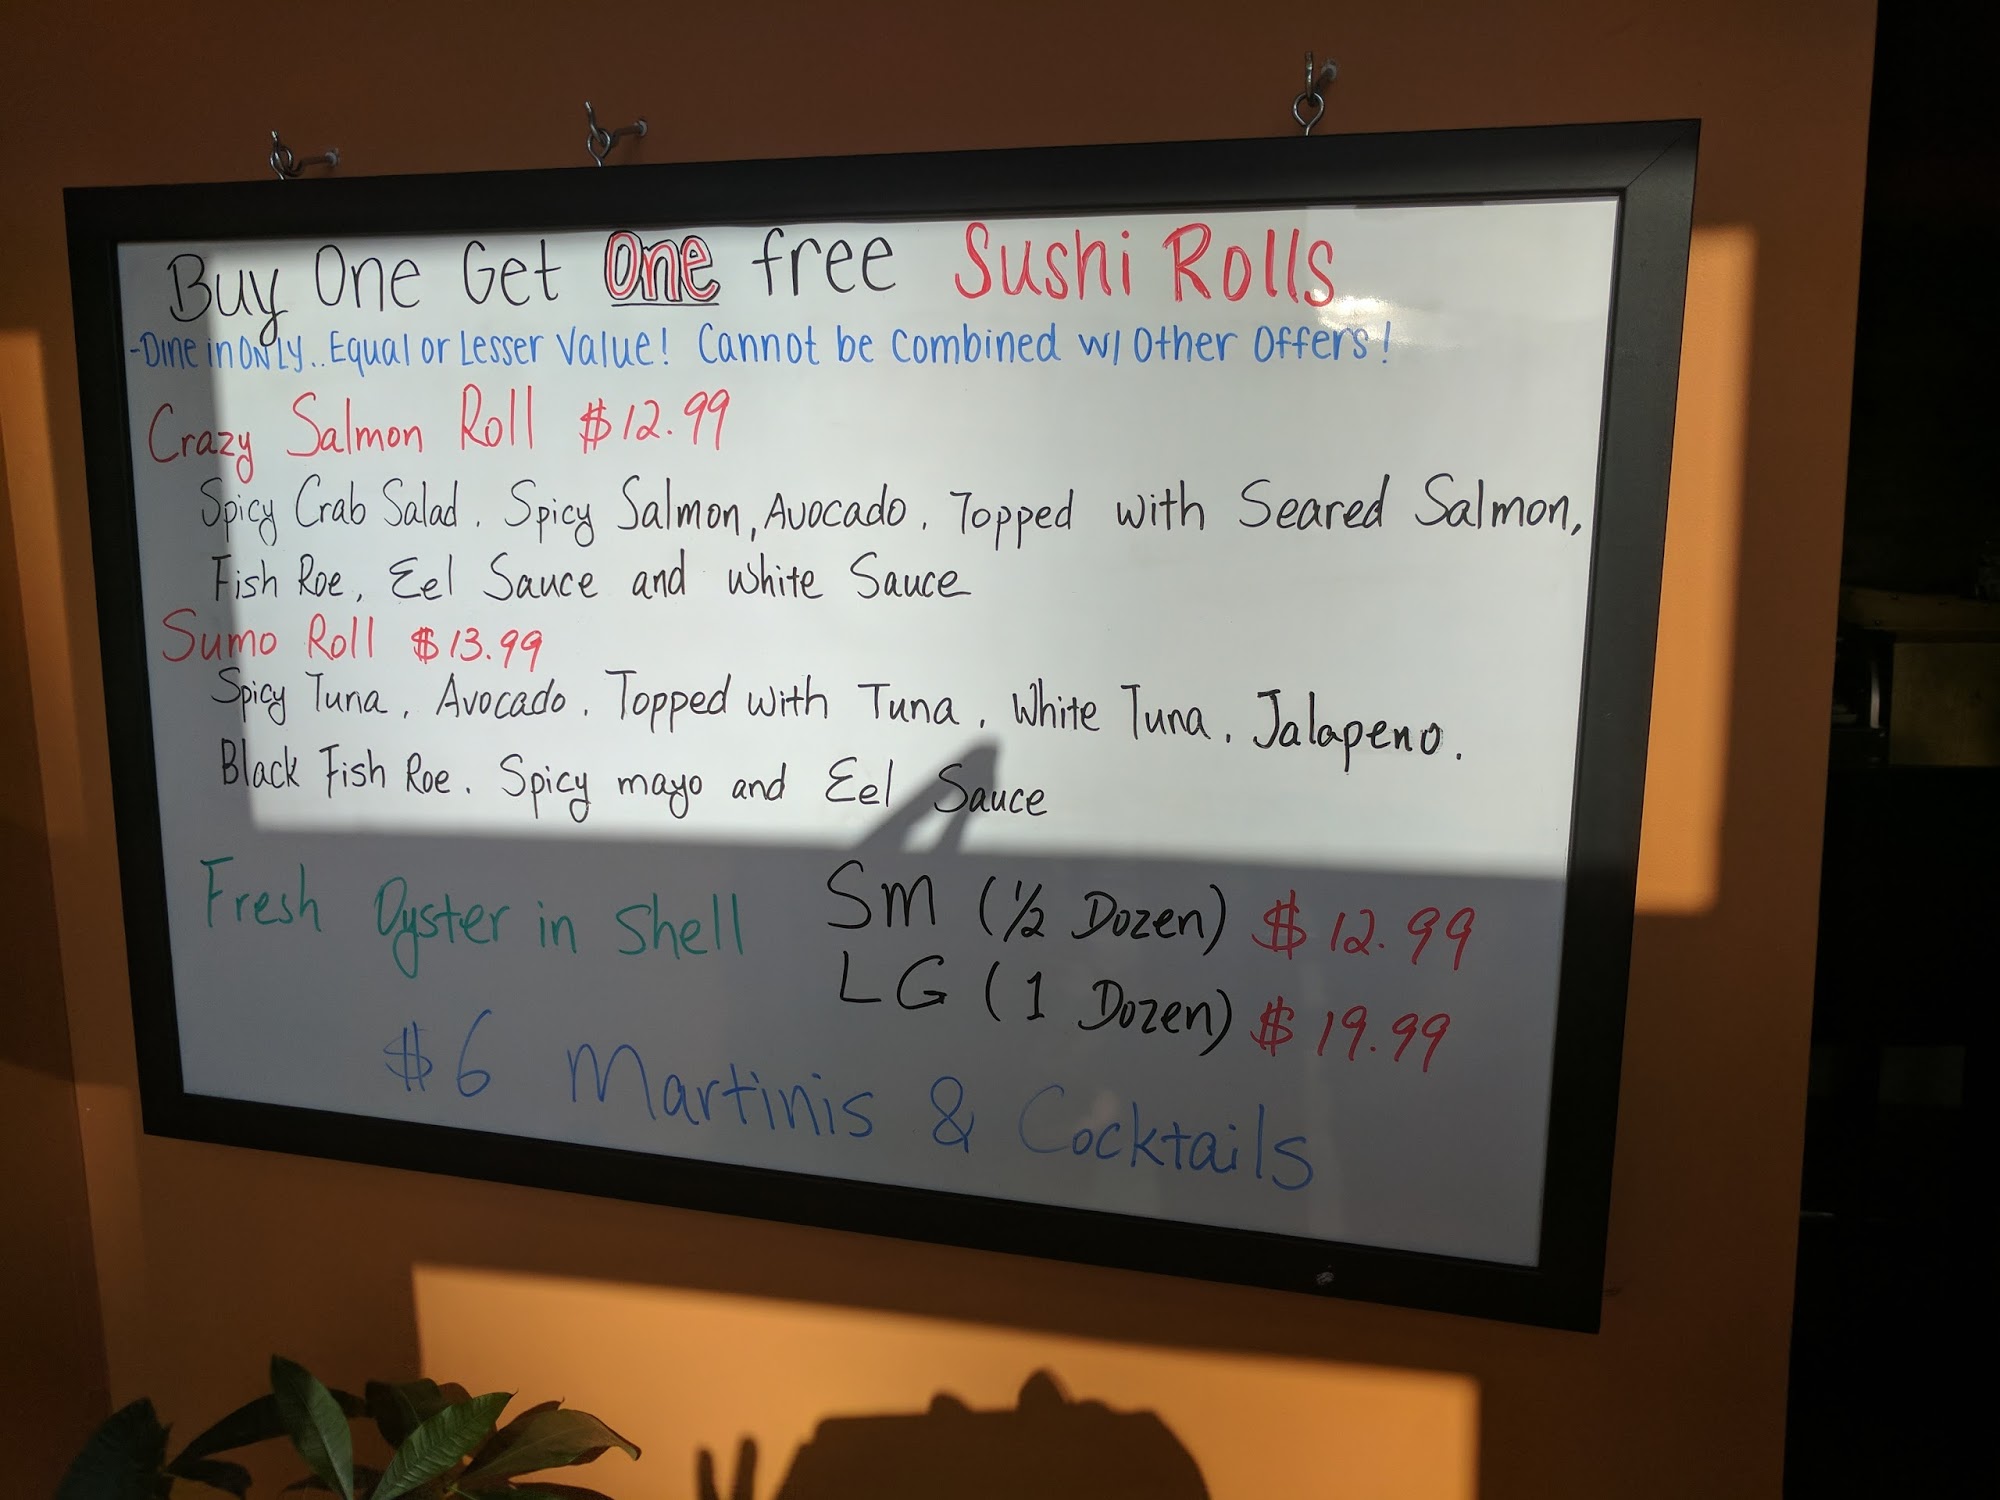 Buy One Get One free Sushi Rolls
-Dine in ONLY.. Equal or Lesser Value! Cannot be Combined w/ Other Offers!
Crazy Salmon Roll $12.99
Spicy Crab Salad. Spicy Salmon, Avocado. Topped with Seared Salmon,
Fish Roe, Eel Sauce and White Sauce
Sumo Roll $13.99
Spicy Tuna, Avocado. Topped with Tuna, White Tuna, Jalapeno.
Black Fish Roe. Spicy mayo and Eel Sauce
Fresh Oyster in Shell Sm (1/2 Dozen) $12.99
LG (1 Dozen) $19.99
$6 Martinis & Cocktails